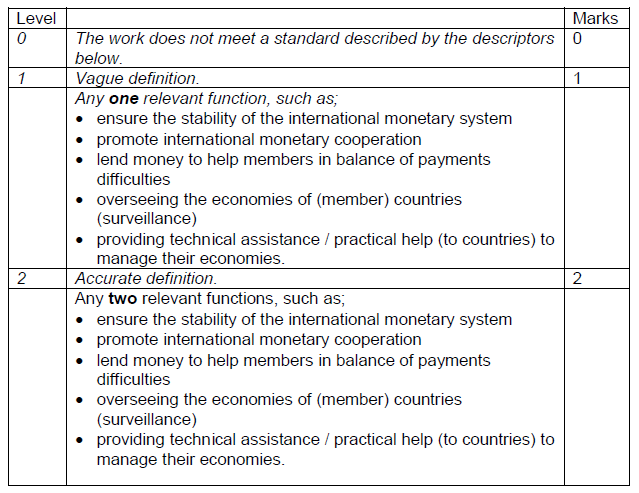 Level Marks
0 The work does not meet a standard described by the descriptors 0
below.
1 Vague definition. 1
Any one relevant function, such as;
• ensure the stability of the international monetary system
• promote international monetary cooperation
• lend money to help members in balance of payments
difficulties
• overseeing the economies of (member) countries
(surveillance)
• providing technical assistance / practical help (to countries) to
manage their economies.
2 Accurate definition. 2
Any two relevant functions, such as;
• ensure the stability of the international monetary system
• promote international monetary cooperation
• lend money to help members in balance of payments
difficulties
• overseeing the economies of (member) countries
(surveillance)
• providing technical assistance / practical help (to countries) to
manage their economies.